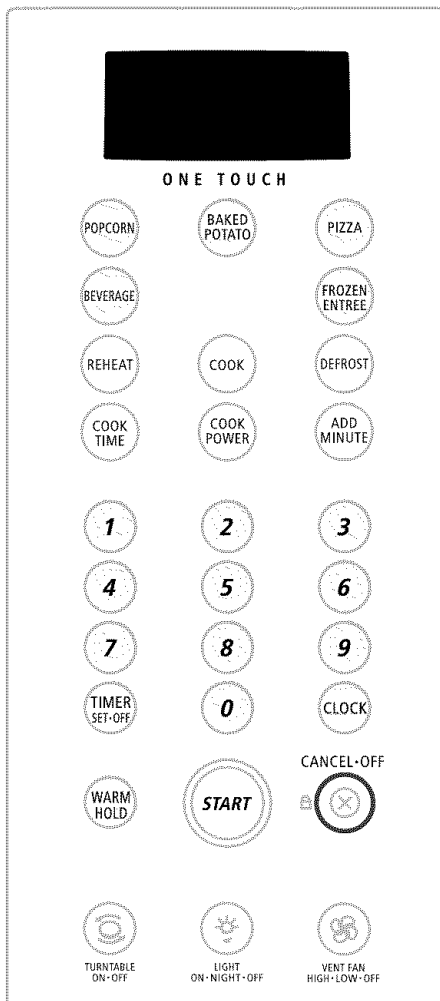 ONE TOUCH
POPCORN
BAKED
POTATO
PIZZA
BEVERAGE
FROZEN
ENTREE
REHEAT
COOK
DEFROST
COOK
TIME
COOK
POWER
ADD
MINUTE
1
2
3
4
5
6
7
8
9
TIMER
SET•OFF
0
CLOCK
CANCEL•OFF
WARM
HOLD
START
TURNTABLE
ON•OFF
LIGHT
ON•NIGHT•OFF
VENT FAN
HIGH•LOW•OFF